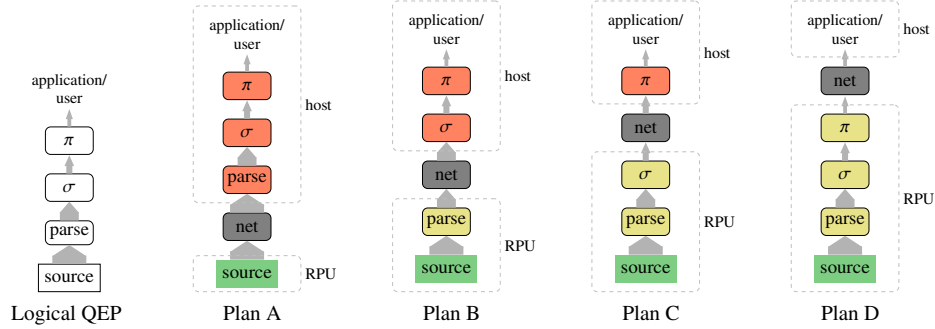 application/
user
π
σ
parse
source
Logical QEP
application/
user
π
σ
parse
net
source
host
RPU
Plan A
application/
user
π
σ
net
parse
source
host
RPU
Plan B
application/
user
π
net
σ
parse
source
host
RPU
Plan C
application/
user
net
π
σ
parse
source
host
RPU
Plan D